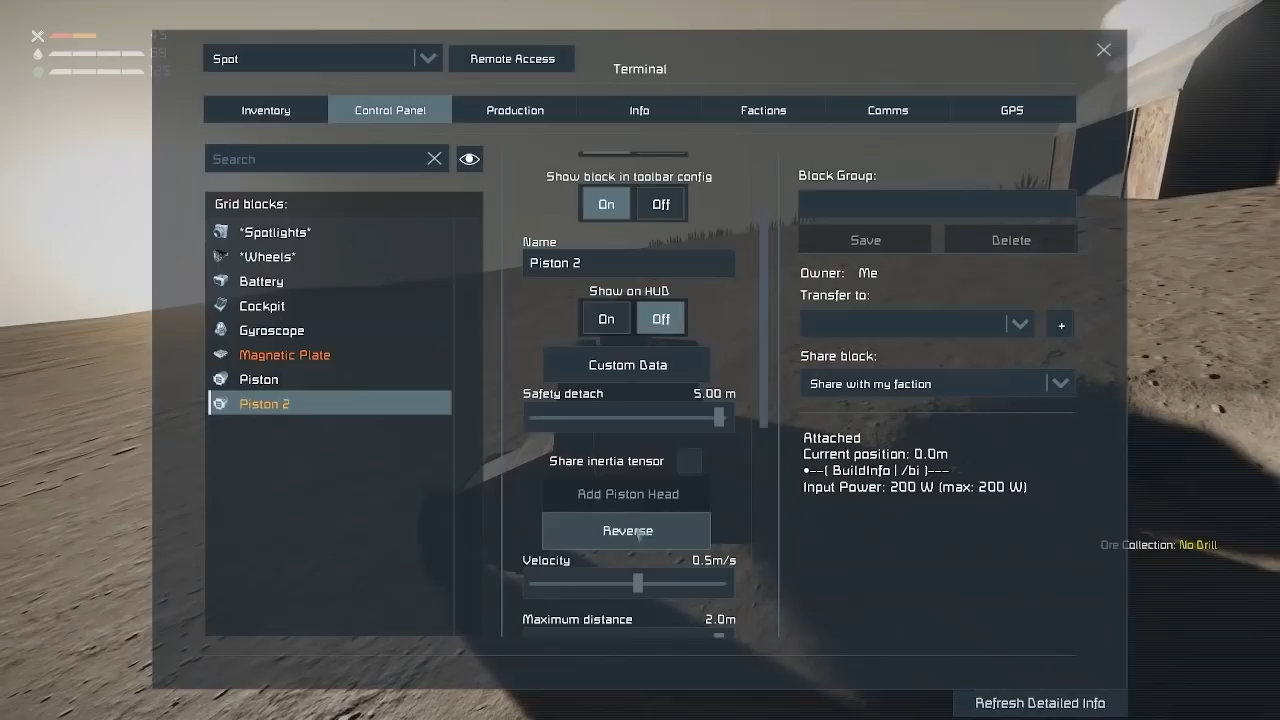 Spot
Remote Access
Terminal
Inventory
Control Panel
Production
Info
Factions
Comms
GPS
Search
Grid blocks:
*Spotlights*
*Wheels*
Battery
Cockpit
Gyroscope
Magnetic Plate
Piston
Piston 2
Show block in toolbar config
On Off
Name
Piston 2
Show on HUD
On Off
Custom Data
Safety detach 5.00 m
Share inertia tensor
Add Piston Head
Reverse
Velocity 0.5m/s
Maximum distance 2.0m
Block Group:
Save Delete
Owner: Me
Transfer to:
+
Share block:
Share with my faction
Attached
Current position: 0.0m
•--( BuildInfo | /bi )---
Input Power: 200 W (max: 200 W)
Ore Collection: No Drill
Refresh Detailed Info